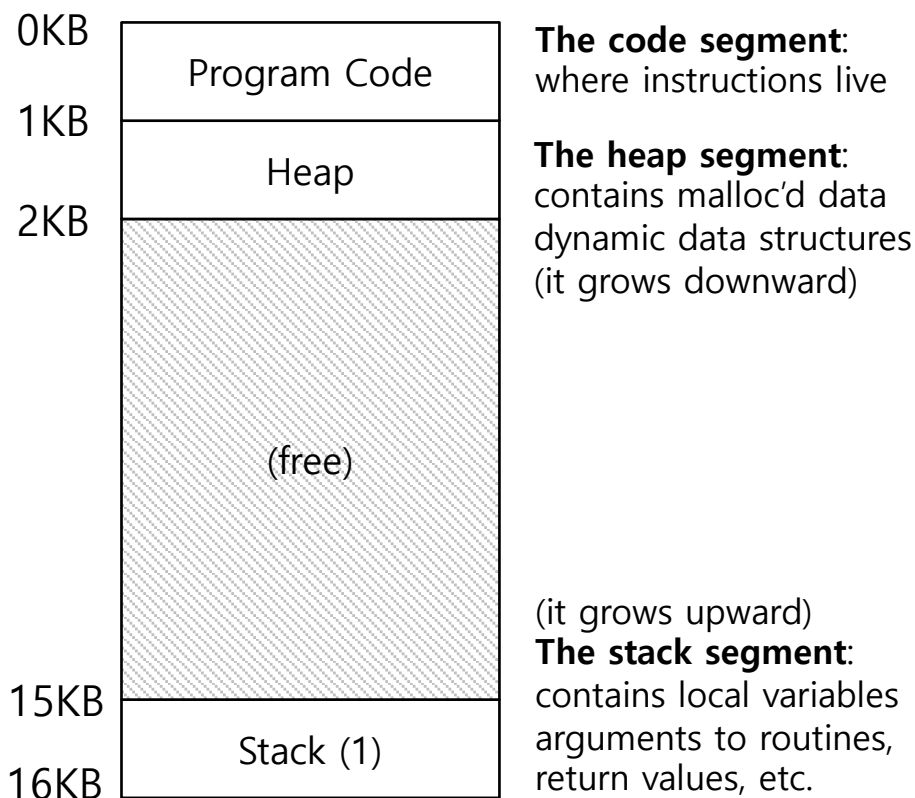 0KB
Program Code
1KB
Heap
2KB
(free)
15KB
Stack (1)
16KB
The code segment:
where instructions live
The heap segment:
contains malloc’d data
dynamic data structures
(it grows downward)
(it grows upward)
The stack segment:
contains local variables
arguments to routines,
return values, etc.